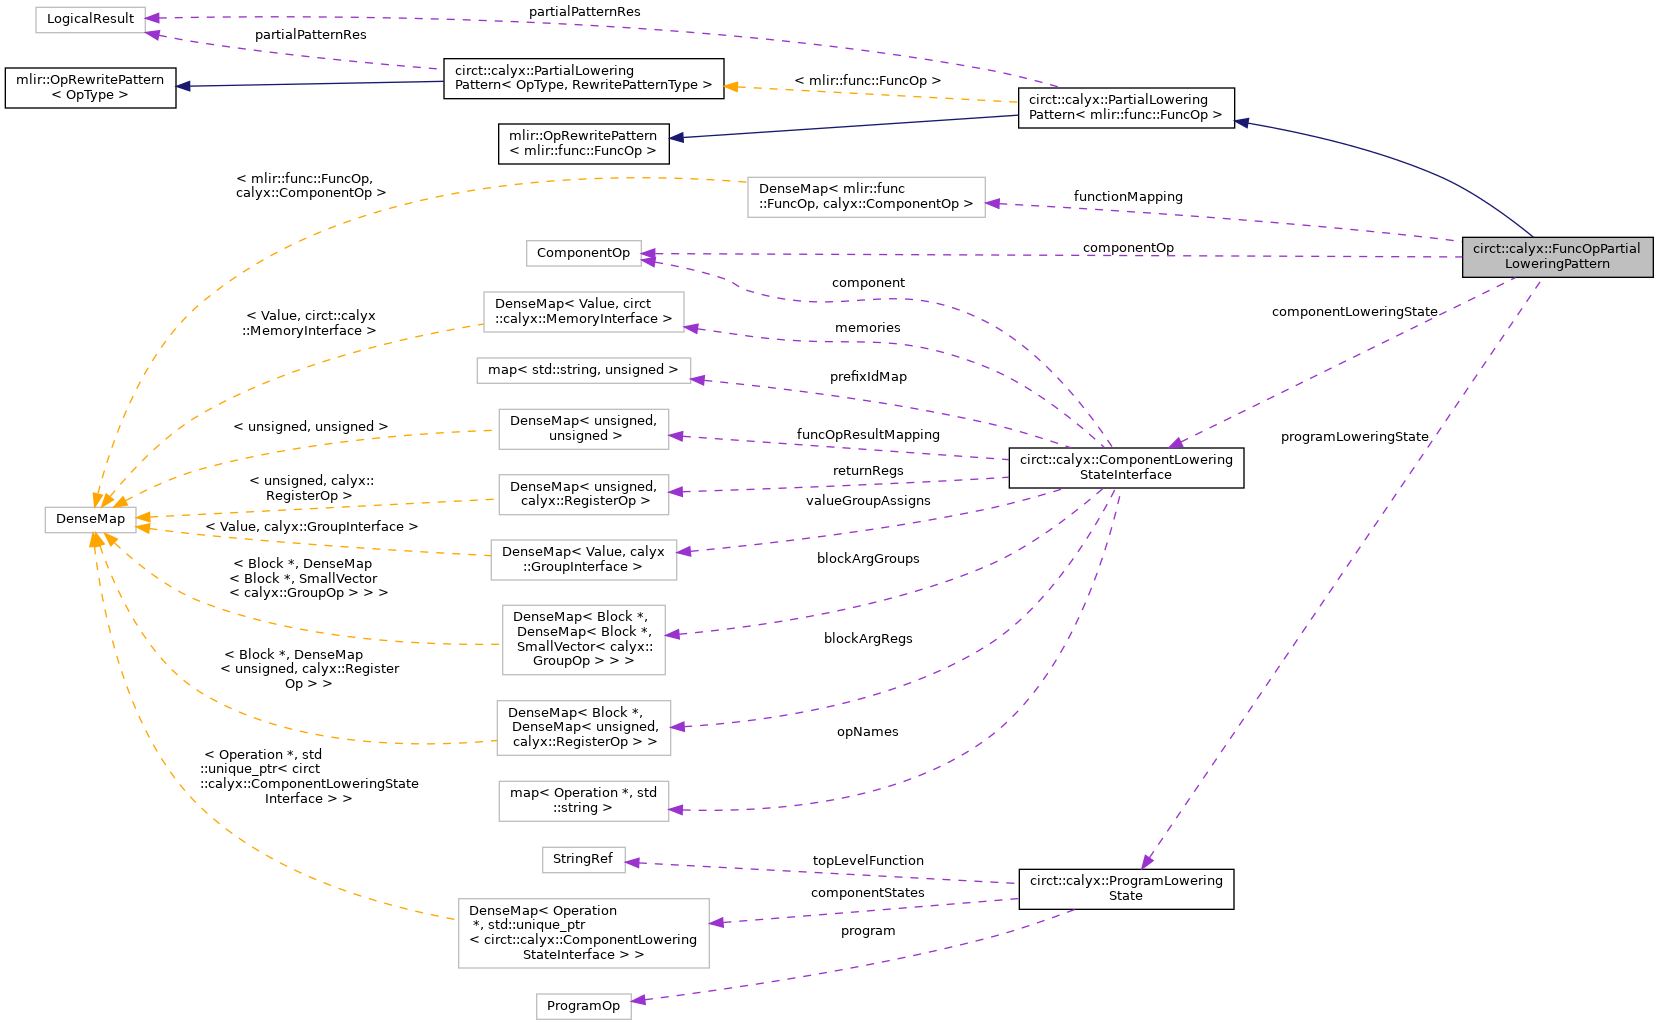 partialPatternRes
LogicalResult
partialPatternRes
mlir::OpRewritePattern
< OpType >
circt::calyx::PartialLowering
Pattern< OpType, RewritePatternType >
< mlir::func::FuncOp >
circt::calyx::PartialLowering
Pattern< mlir::func::FuncOp >
mlir::OpRewritePattern
< mlir::func::FuncOp >
< mlir::func::FuncOp,
calyx::ComponentOp >
DenseMap< mlir::func
::FuncOp, calyx::ComponentOp >
functionMapping
ComponentOp
componentOp
circt::calyx::FuncOpPartial
LoweringPattern
component
DenseMap< Value, circt
::calyx::MemoryInterface >
< Value, circt::calyx
::MemoryInterface >
memories
componentLoweringState
map< std::string, unsigned >
prefixIdMap
< unsigned, unsigned >
DenseMap< unsigned,
unsigned >
funcOpResultMapping
programLoweringState
circt::calyx::ComponentLowering
StateInterface
< unsigned, calyx::
RegisterOp >
DenseMap< unsigned,
calyx::RegisterOp >
returnRegs
valueGroupAssigns
DenseMap
< Value, calyx::GroupInterface >
DenseMap< Value, calyx
::GroupInterface >
blockArgGroups
< Block *, DenseMap
< Block *, SmallVector
< calyx::GroupOp > > >
DenseMap< Block *,
DenseMap< Block *,
SmallVector< calyx::
GroupOp > > >
blockArgRegs
< Block *, DenseMap
< unsigned, calyx::Register
Op > >
DenseMap< Block *,
DenseMap< unsigned,
calyx::RegisterOp > >
opNames
< Operation *, std
::unique_ptr< circt
::calyx::ComponentLoweringState
Interface > >
map< Operation *, std
::string >
StringRef
topLevelFunction
circt::calyx::ProgramLowering
State
componentStates
DenseMap< Operation
*, std::unique_ptr
< circt::calyx::ComponentLowering
StateInterface > >
program
ProgramOp